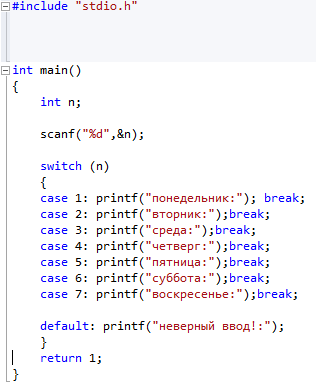 #include "stdio.h"
int main()
{
int n;
scanf("%d",&n);
switch (n)
{
case 1: printf("понедельник:"); break;
case 2: printf("вторник:");break;
case 3: printf("среда:");break;
case 4: printf("четверг:");break;
case 5: printf("пятница:");break;
case 6: printf("суббота:");break;
case 7: printf("воскресенье:");break;
default: printf("неверный ввод!:");
}
return 1;
}